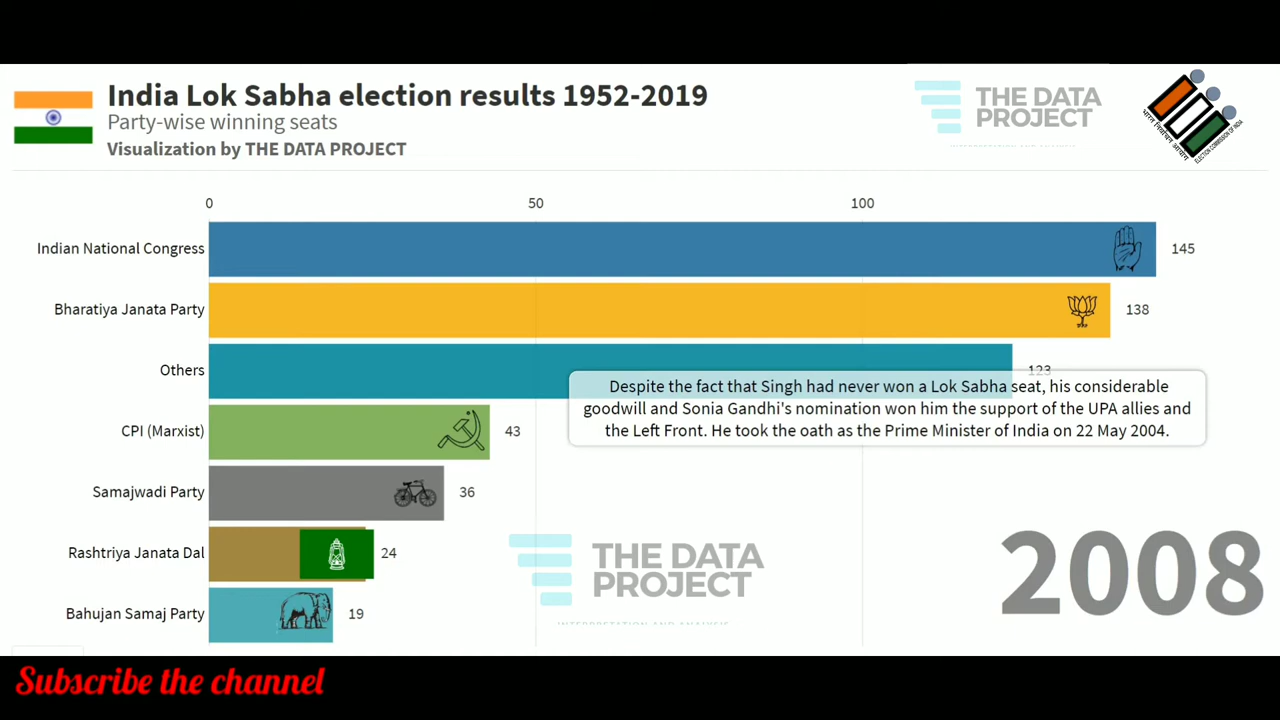 India Lok Sabha election results 1952-2019
Party-wise winning seats
Visualization by THE DATA PROJECT
THE DATA
PROJECT
0 50 100
Indian National Congress 145
Bharatiya Janata Party 138
Others 123
Despite the fact that Singh had never won a Lok Sabha seat, his considerable
goodwill and Sonia Gandhi's nomination won him the support of the UPA allies and
the Left Front. He took the oath as the Prime Minister of India on 22 May 2004.
CPI (Marxist) 43
Samajwadi Party 36
Rashtriya Janata Dal 24
Bahujan Samaj Party 19
THE DATA
PROJECT
2008
Subscribe the channel